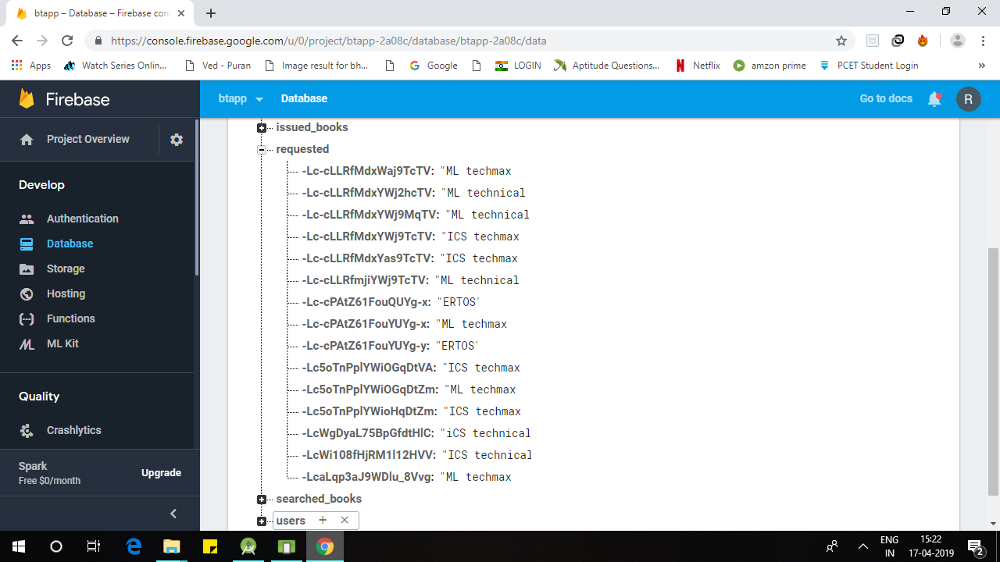 btapp – Database – Firebase con
https://console.firebase.google.com/u/0/project/btapp-2a08c/database/btapp-2a08c/data
Apps Watch Series Onlin... Ved - Puran Image result for bh... Google LOGIN Aptitude Questions... Netflix amzon prime PCET Student Login »
Firebase
btapp Database Go to docs R
Project Overview
Develop
Authentication
Database
Storage
Hosting
Functions
ML Kit
Quality
Crashlytics
Spark
Free $0/month
Upgrade
issued_books
requested
-Lc-cLLRfMdxWaj9TcTV: "ML techmax
-Lc-cLLRfMdxYWj2hcTV: "ML technical
-Lc-cLLRfMdxYWj9MqTV: "ML technical
-Lc-cLLRfMdxYWj9TcTV: "ICS techmax
-Lc-cLLRfMdxYas9TcTV: "ICS techmax
-Lc-cLLRfmjiYWj9TcTV: "ML technical
-Lc-cPAtZ61FouQUYg-x: "ERTOS'
-Lc-cPAtZ61FouYUYg-x: "ML techmax
-Lc-cPAtZ61FouYUYg-y: "ERTOS'
-Lc5oTnPplYWiOGqDtVA: "ICS techmax
-Lc5oTnPplYWiOGqDtZm: "ML techmax
-Lc5oTnPplYWioHqDtZm: "ICS techmax
-LcWgDyaL75BpGfdtHlC: "iCS technical
-LcWi108fHjRM1l12HVV: "ICS technical
-LcaLqp3aJ9WDlu_8Vvg: "ML techmax
searched_books
users
ENG
IN
15:22
17-04-2019
2